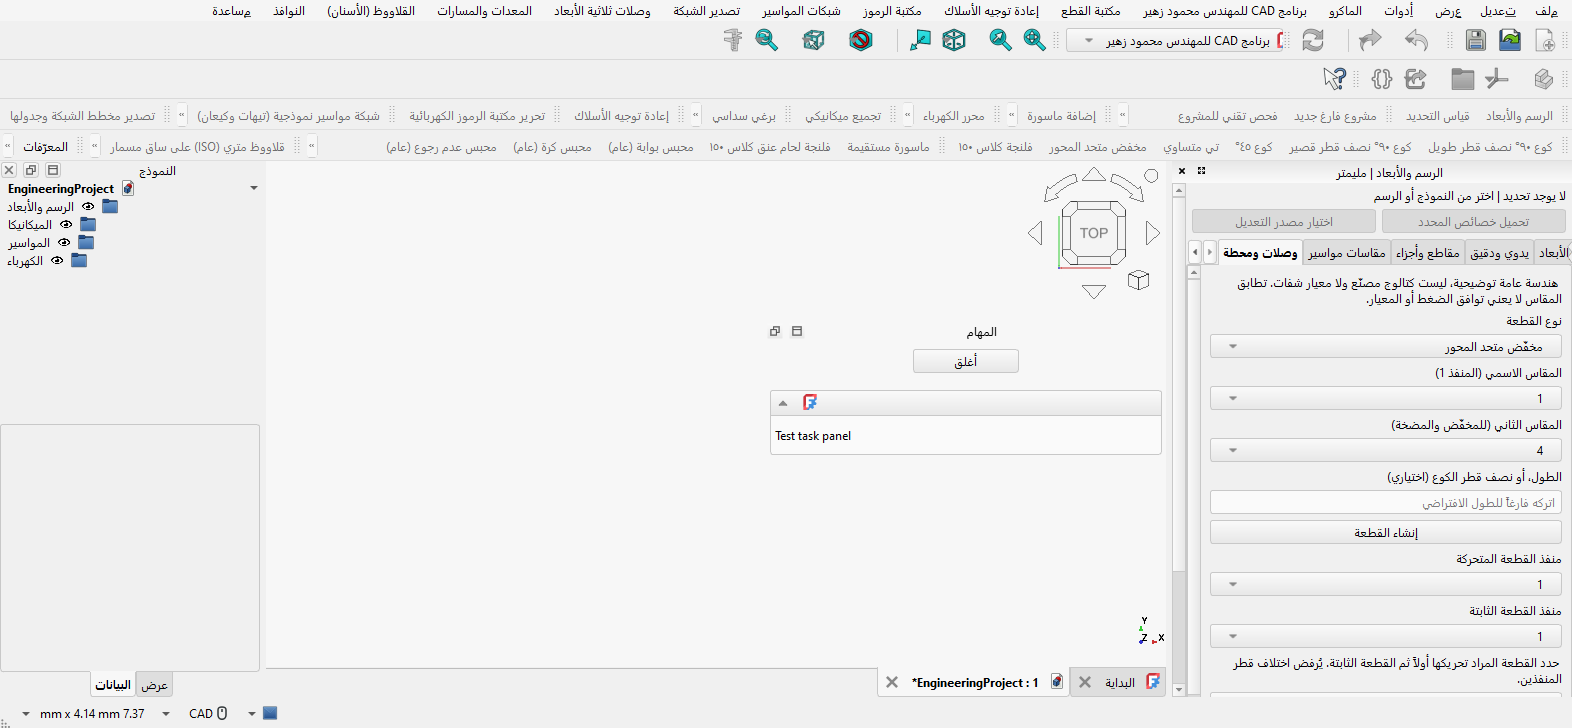 ملف تعديل عرض أدوات الماكرو برنامج CAD للمهندس محمود زهير مكتبة القطع إعادة توجيه الأسلاك مكتبة الرموز شبكات المواسير تصدير الشبكة وصلات ثلاثية الأبعاد المعدات والمسارات القلاووظ (الأسنان) النوافذ مساعدة
برنامج CAD للمهندس محمود زهير
الرسم والأبعاد قياس التحديد مشروع فارغ جديد فحص تقني للمشروع » إضافة ماسورة » محرر الكهرباء » تجميع ميكانيكي برغي سداسي » إعادة توجيه الأسلاك تحرير مكتبة الرموز الكهربائية شبكة مواسير نموذجية (تيهات وكيعان) » تصدير مخطط الشبكة وجدولها
كوع ٩٠° نصف قطر طويل كوع ٩٠° نصف قطر قصير كوع ٤٥° تي متساوي مخفض متحد المحور فلنجة كلاس ١٥٠ ماسورة مستقيمة فلنجة لحام عنق كلاس ١٥٠ محبس بوابة (عام) محبس كرة (عام) محبس عدم رجوع (عام) » قلاووظ متري (ISO) على ساق مسمار » المعرّفات »
النموذج
EngineeringProject
الرسم والأبعاد
الميكانيكا
المواسير
الكهرباء
عرض البيانات
TOP
المهام
أغلق
Test task panel
Y
Z X
البداية
EngineeringProject : 1*
الرسم والأبعاد | مليمتر
لا يوجد تحديد | اختر من النموذج أو الرسم
تحميل خصائص المحدد اختيار مصدر التعديل
الأبعاد يدوي ودقيق مقاطع وأجزاء مقاسات مواسير وصلات ومحطة
هندسة عامة توضيحية، ليست كتالوج مصنّع ولا معيار شفات. تطابق
المقاس لا يعني توافق الضغط أو المعيار.
نوع القطعة
مخفّض متحد المحور
المقاس الاسمي (المنفذ 1)
1
المقاس الثاني (للمخفّض والمضخة)
4
الطول، أو نصف قطر الكوع (اختياري)
اتركه فارغاً للطول الافتراضي
إنشاء القطعة
منفذ القطعة المتحركة
1
منفذ القطعة الثابتة
1
حدد القطعة المراد تحريكها أولاً ثم القطعة الثابتة. يُرفض اختلاف قطر
المنفذين.
mm x 4.14 mm 7.37 CAD